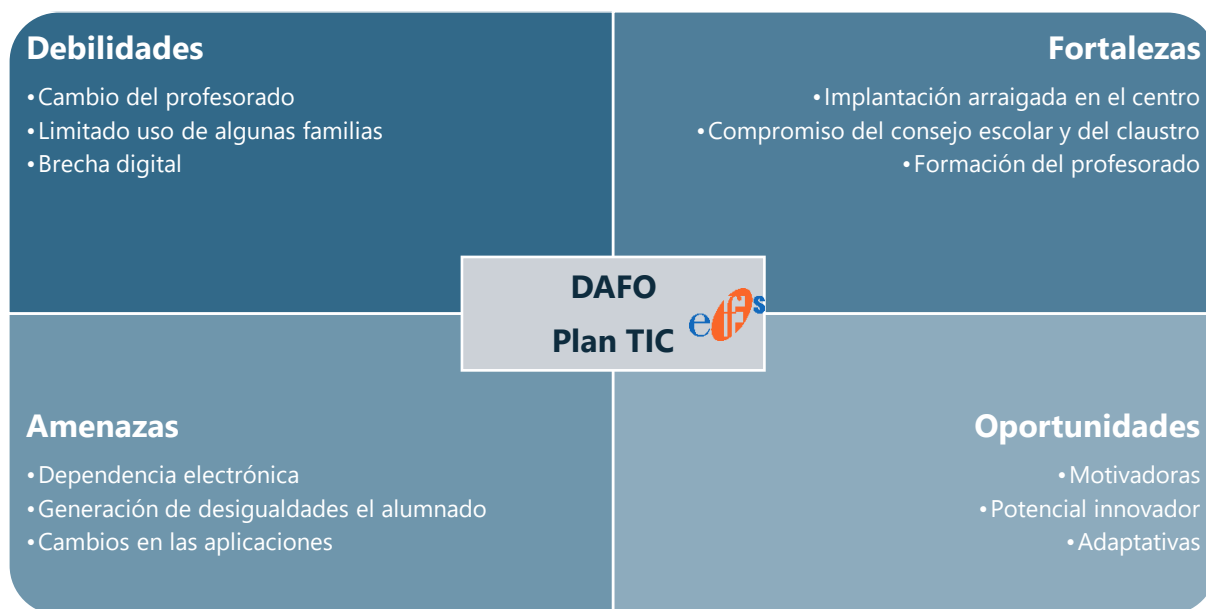 Debilidades
•Cambio del profesorado
•Limitado uso de algunas familias
•Brecha digital
Fortalezas
•Implantación arraigada en el centro
•Compromiso del consejo escolar y del claustro
•Formación del profesorado
DAFO
Plan TIC
Amenazas
•Dependencia electrónica
•Generación de desigualdades el alumnado
•Cambios en las aplicaciones
Oportunidades
•Motivadoras
•Potencial innovador
•Adaptativas